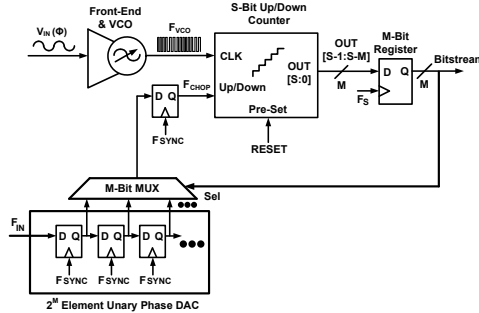 Front-End
& VCO
S-Bit Up/Down
Counter
V_IN (Φ)
F_VCO
CLK
Up/Down
OUT
[S:0]
Pre-Set
OUT
[S-1:S-M]
M
M-Bit
Register
D Q
F_S
M
Bitstream
D Q
F_CHOP
F_SYNC
RESET
M-Bit MUX
Sel
F_IN
D Q
D Q
D Q
F_SYNC
F_SYNC
F_SYNC
2^M Element Unary Phase DAC